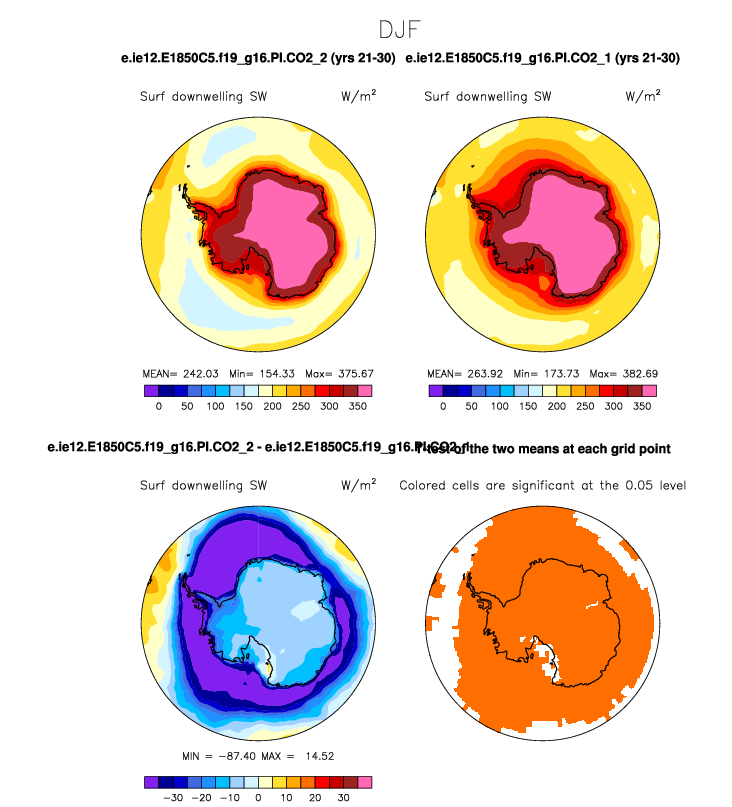 DJF
e.ie12.E1850C5.f19_g16.PI.CO2_2 (yrs 21-30) e.ie12.E1850C5.f19_g16.PI.CO2_1 (yrs 21-30)
Surf downwelling SW W/m² Surf downwelling SW W/m²
MEAN= 242.03 Min= 154.33 Max= 375.67 MEAN= 263.92 Min= 173.73 Max= 382.69
0 50 100 150 200 250 300 350 0 50 100 150 200 250 300 350
e.ie12.E1850C5.f19_g16.PI.CO2_2 - e.ie12.E1850C5.f19_g16.PI.CO2_1 T-test of the two means at each grid point
Surf downwelling SW W/m² Colored cells are significant at the 0.05 level
MIN = −87.40 MAX = 14.52
−30 −20 −10 0 10 20 30